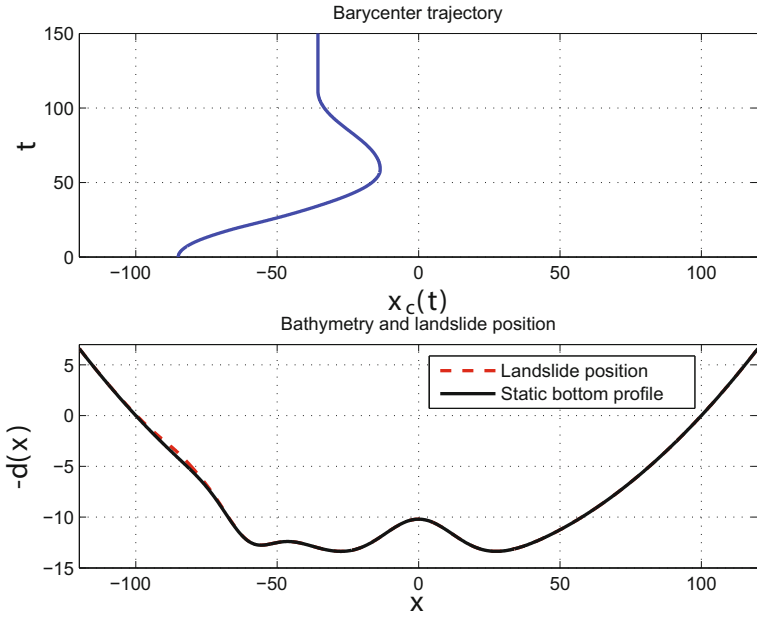 Barycenter trajectory
150
100
50
0
t
−100 −50 0 50 100
x_c(t)
Bathymetry and landslide position
5
0
−5
−10
−15
-d(x)
Landslide position
Static bottom profile
−100 −50 0 50 100
x